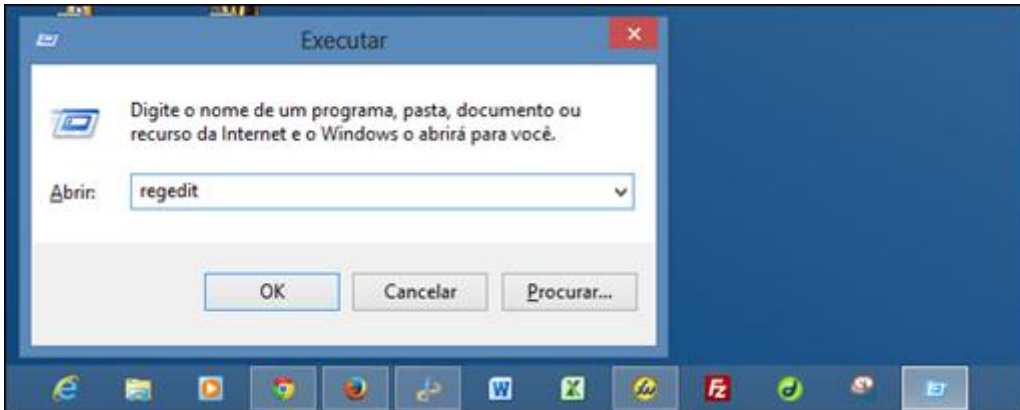 Executar
Digite o nome de um programa, pasta, documento ou
recurso da Internet e o Windows o abrirá para você.
Abrir:
regedit
OK
Cancelar
Procurar...